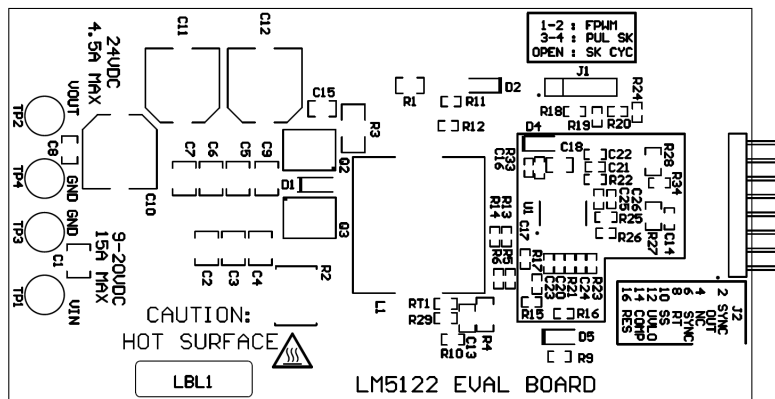 1-2 : FPWM
3-4 : PUL SK
OPEN : SK CYC
J1
24VDC
4.5A MAX
C11
C12
TP2
VOUT
C8
TP4
GND
TP3
GND
C10
9-20VDC
15A MAX
C1
TP1
VIN
C7
C6
C5
C9
C15
R3
D1
Q2
Q3
C2
C3
C4
R2
L1
R1
D2
R11
R12
R18
R19
R20
R24
D4
C18
C16
R33
C22
C21
R22
R28
R34
U1
C25
C26
R25
R26
R27
C14
R14
R13
C17
R6
R5
R17
C23
C20
R21
C24
R23
R15
R16
RT1
R29
R10
C13
R4
D5
R9
J2
2 SYNC
OUT
4 NC
6 SYNC
8 RT
10 SS
12 UVLO
14 COMP
16 RES
CAUTION:
HOT SURFACE
LBL1
LM5122 EVAL BOARD